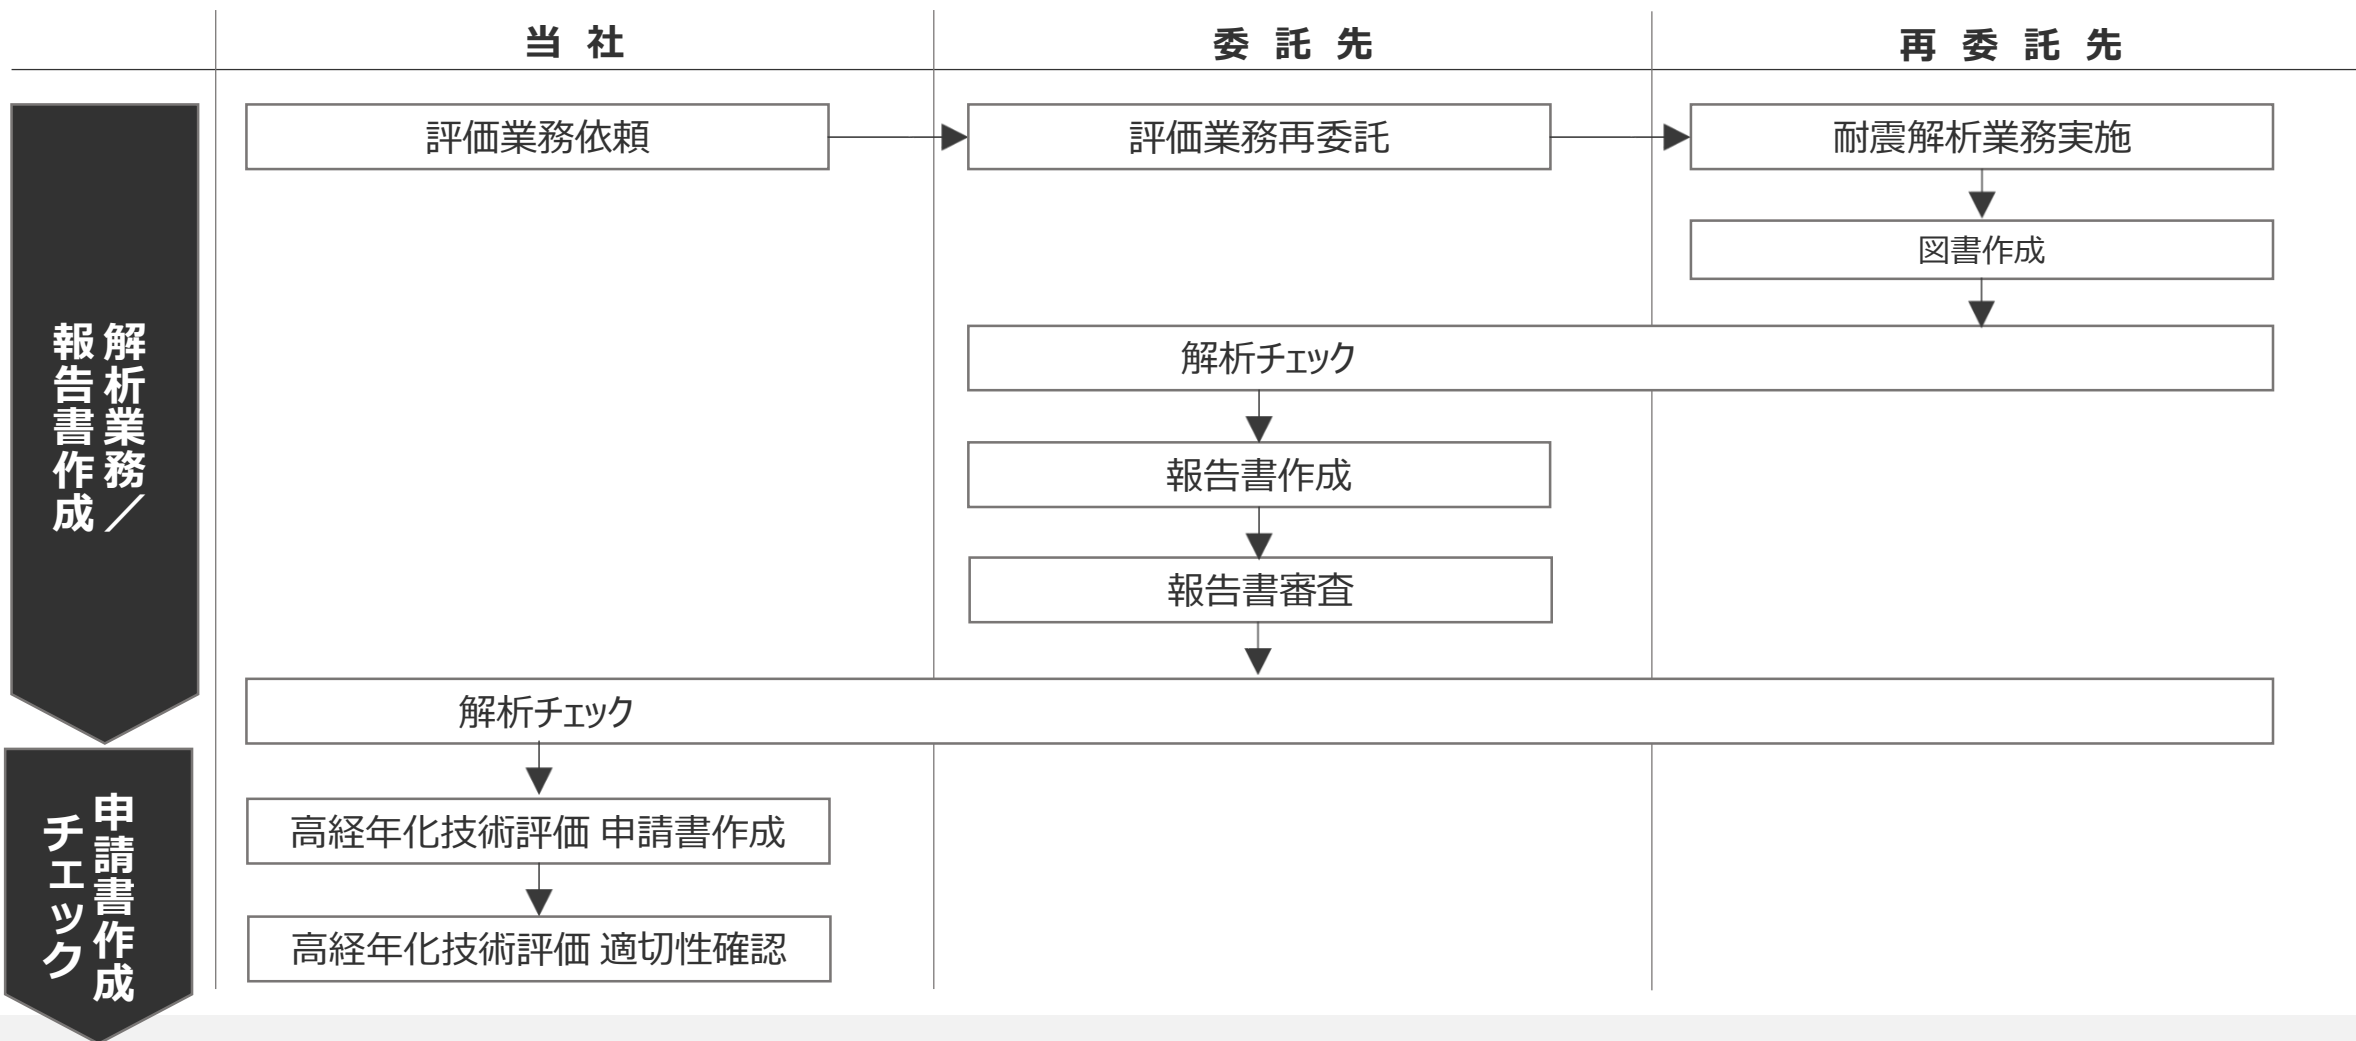 当 社
委 託 先
再 委 託 先
解析業務／
報告書作成
評価業務依頼
評価業務再委託
耐震解析業務実施
図書作成
解析チェック
報告書作成
報告書審査
解析チェック
申請書作成
チェック
高経年化技術評価 申請書作成
高経年化技術評価 適切性確認